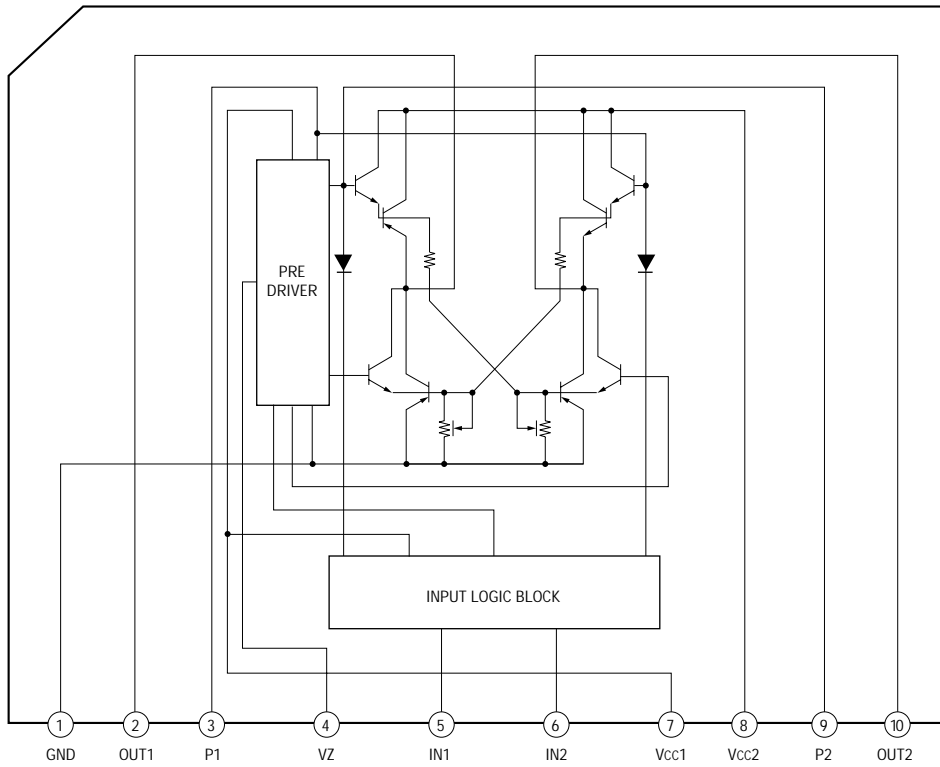 PRE
DRIVER
INPUT LOGIC BLOCK
1 2 3 4 5 6 7 8 9 10
GND OUT1 P1 VZ IN1 IN2 Vcc1 Vcc2 P2 OUT2